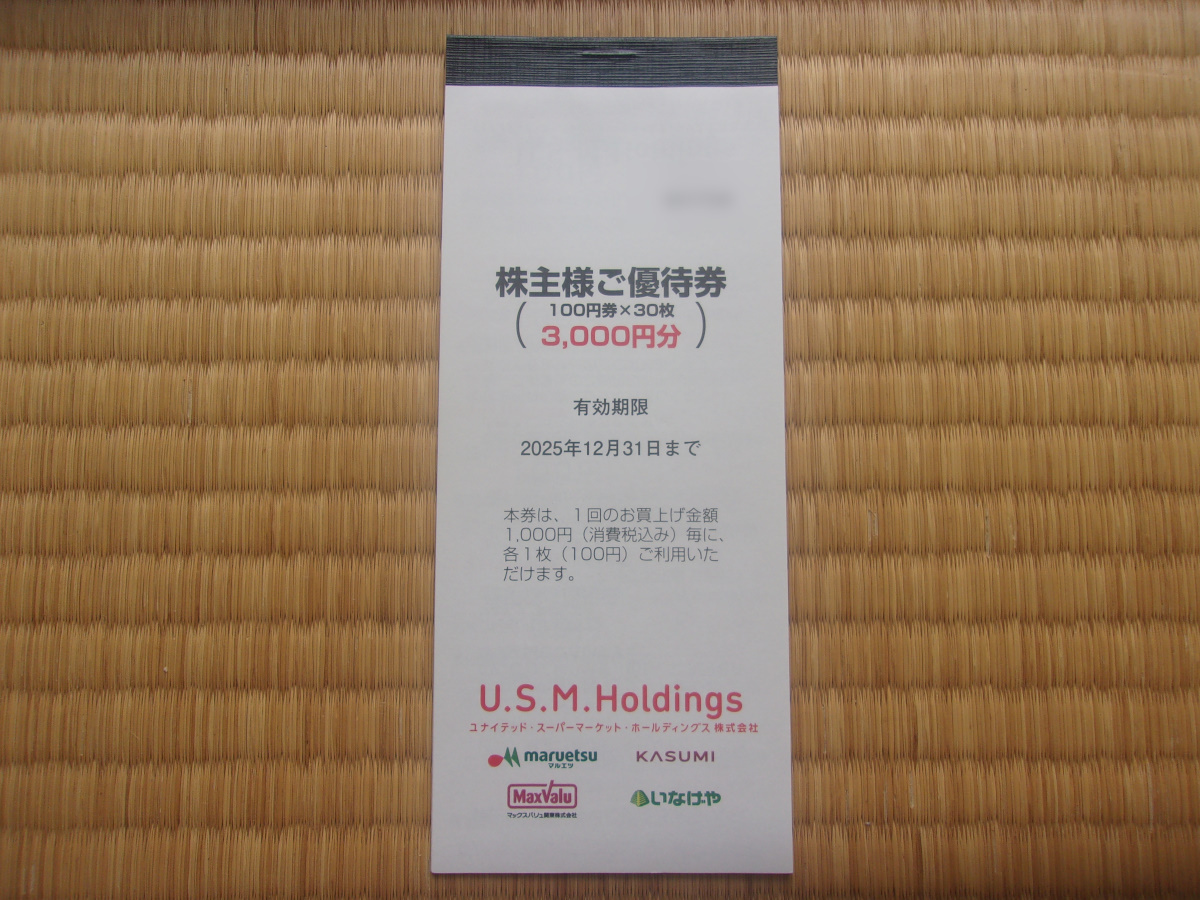 株主様ご優待券
(100円券×30枚
3,000円分)
有効期限
2025年12月31日まで
本券は、1回のお買上げ金額
1,000円(消費税込み)毎に、
各1枚(100円)ご利用いた
だけます。
U.S.M.Holdings
ユナイテッド・スーパーマーケット・ホールディングス 株式会社
maruetsu KASUMI
マルエツ
MaxValu いなげや
マックスバリュ関東株式会社